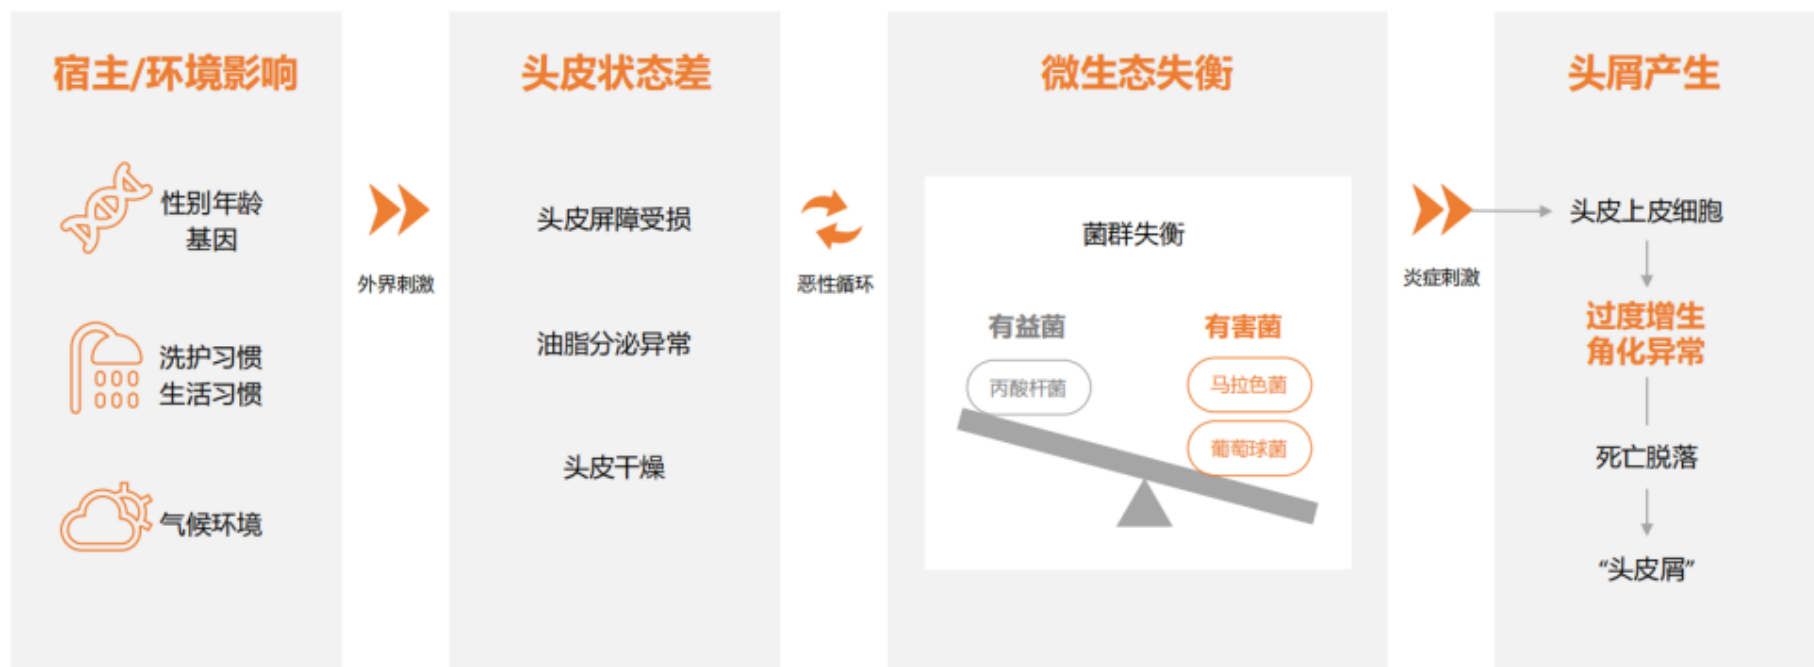 宿主/环境影响
性别年龄
基因
洗护习惯
生活习惯
气候环境
外界刺激
头皮状态差
头皮屏障受损
油脂分泌异常
头皮干燥
恶性循环
微生态失衡
菌群失衡
有益菌
有害菌
丙酸杆菌
马拉色菌
葡萄球菌
炎症刺激
头屑产生
头皮上皮细胞
过度增生
角化异常
死亡脱落
“头皮屑”